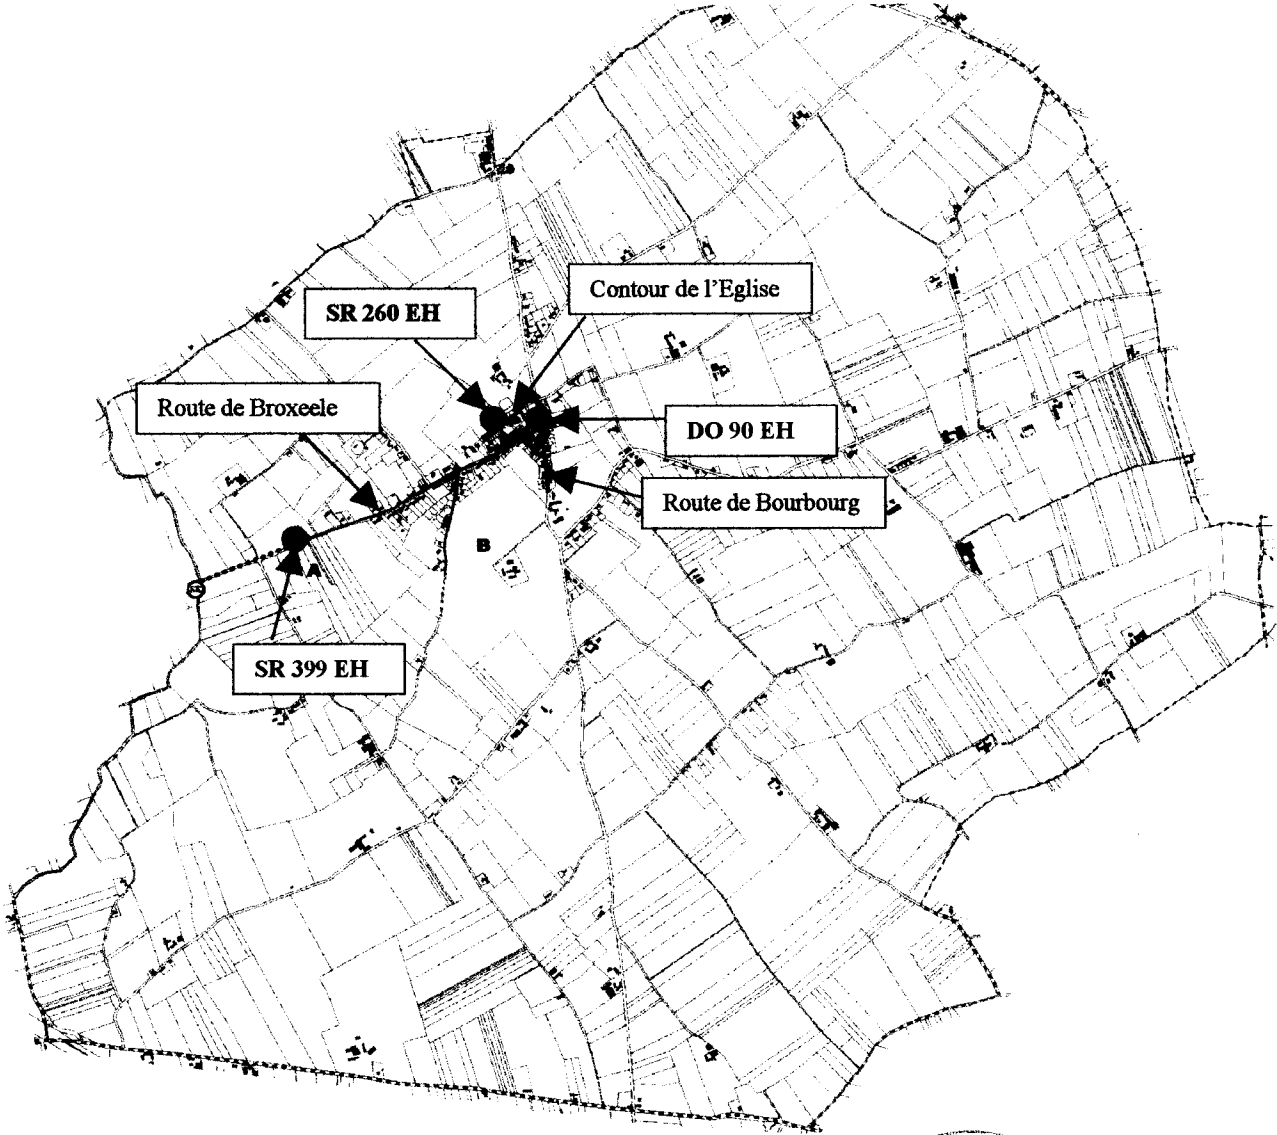 Contour de l'Eglise
SR 260 EH
Route de Broxeele
DO 90 EH
Route de Bourbourg
B
A
SR 399 EH